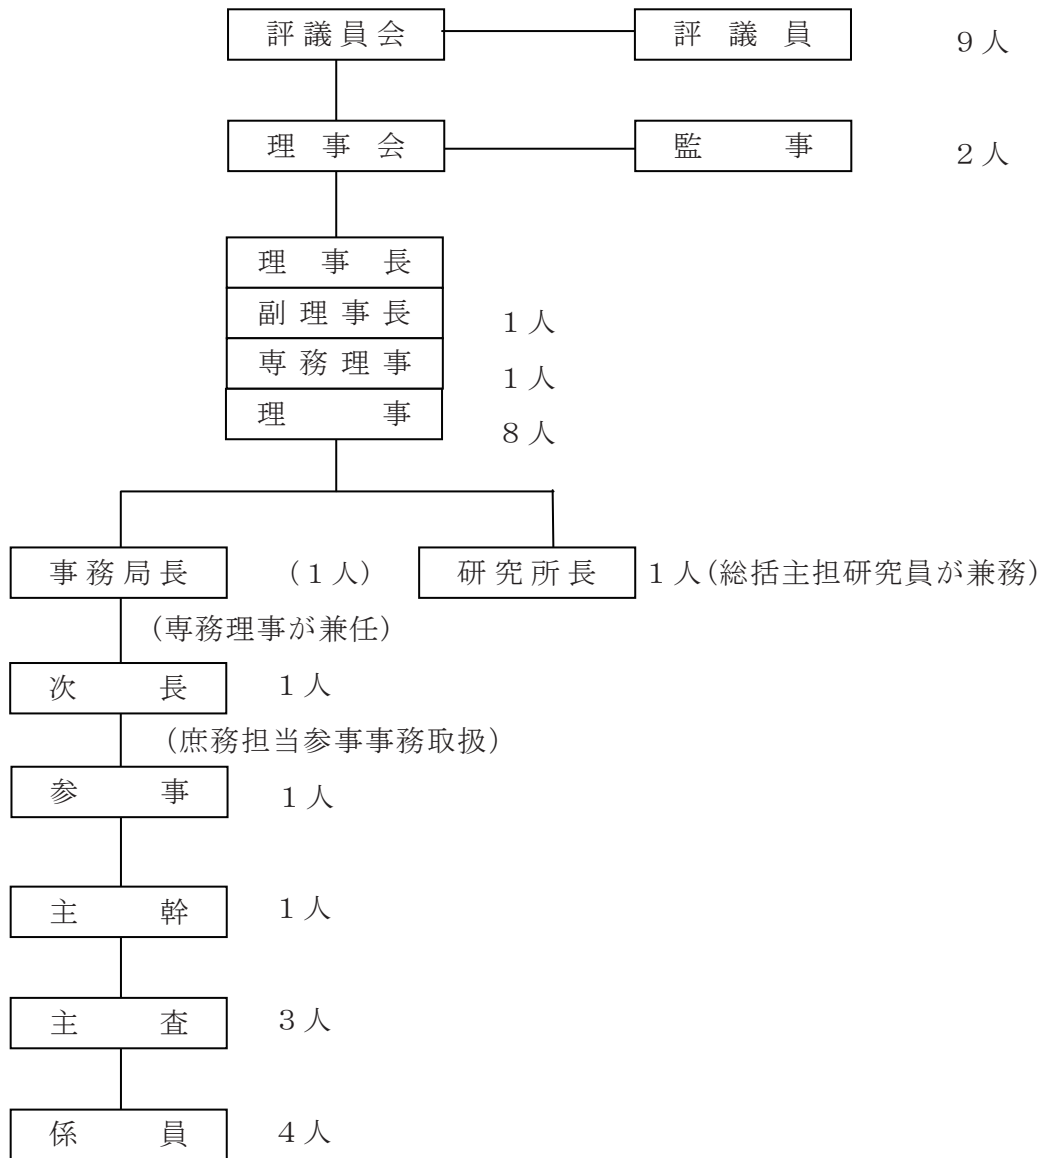 評議員会 評議員 ９人
理事会 監事 ２人
理事長
副理事長 １人
専務理事 １人
理事 ８人
事務局長 （１人） 研究所長 １人（総括主担研究員が兼務）
（専務理事が兼任）
次長 １人
（庶務担当参事事務取扱）
参事 １人
主幹 １人
主査 ３人
係員 ４人